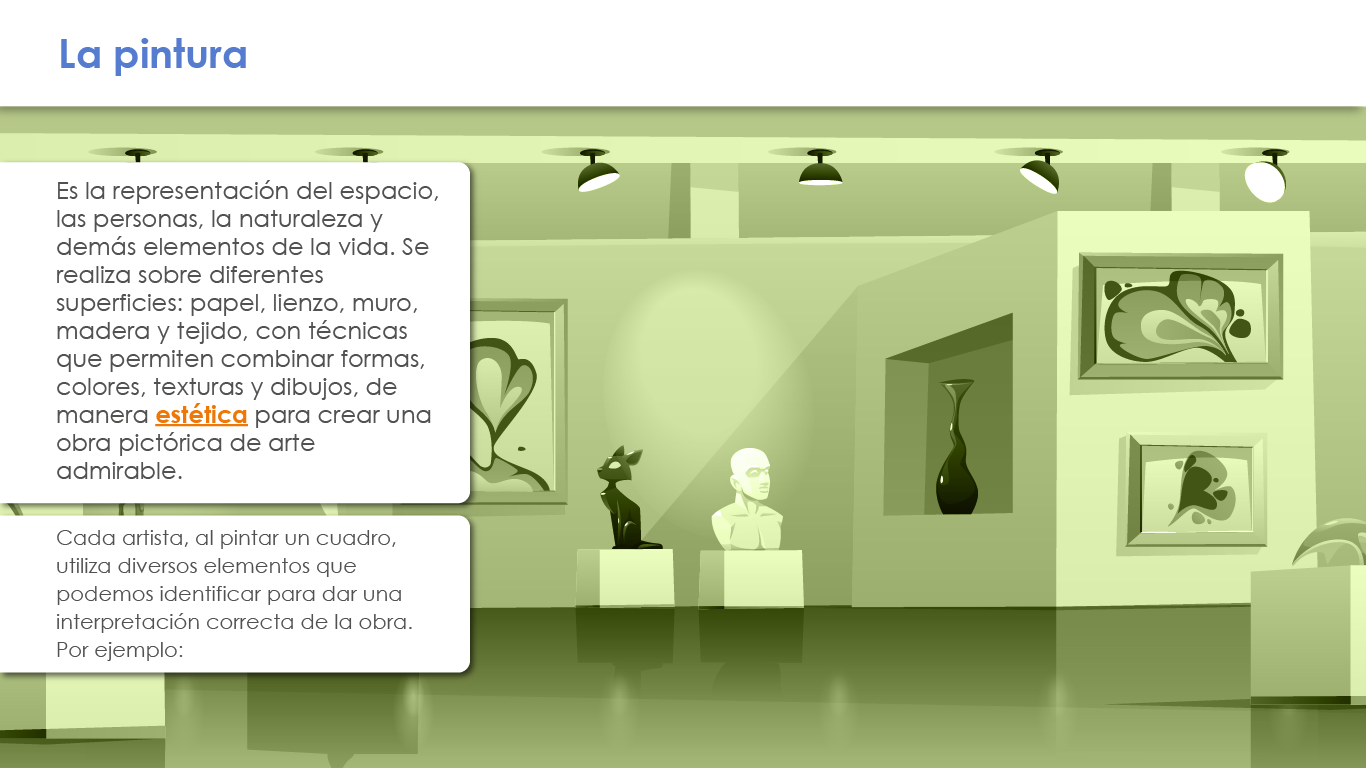 La pintura
Es la representación del espacio,
las personas, la naturaleza y
demás elementos de la vida. Se
realiza sobre diferentes
superficies: papel, lienzo, muro,
madera y tejido, con técnicas
que permiten combinar formas,
colores, texturas y dibujos, de
manera estética para crear una
obra pictórica de arte
admirable.
Cada artista, al pintar un cuadro,
utiliza diversos elementos que
podemos identificar para dar una
interpretación correcta de la obra.
Por ejemplo: